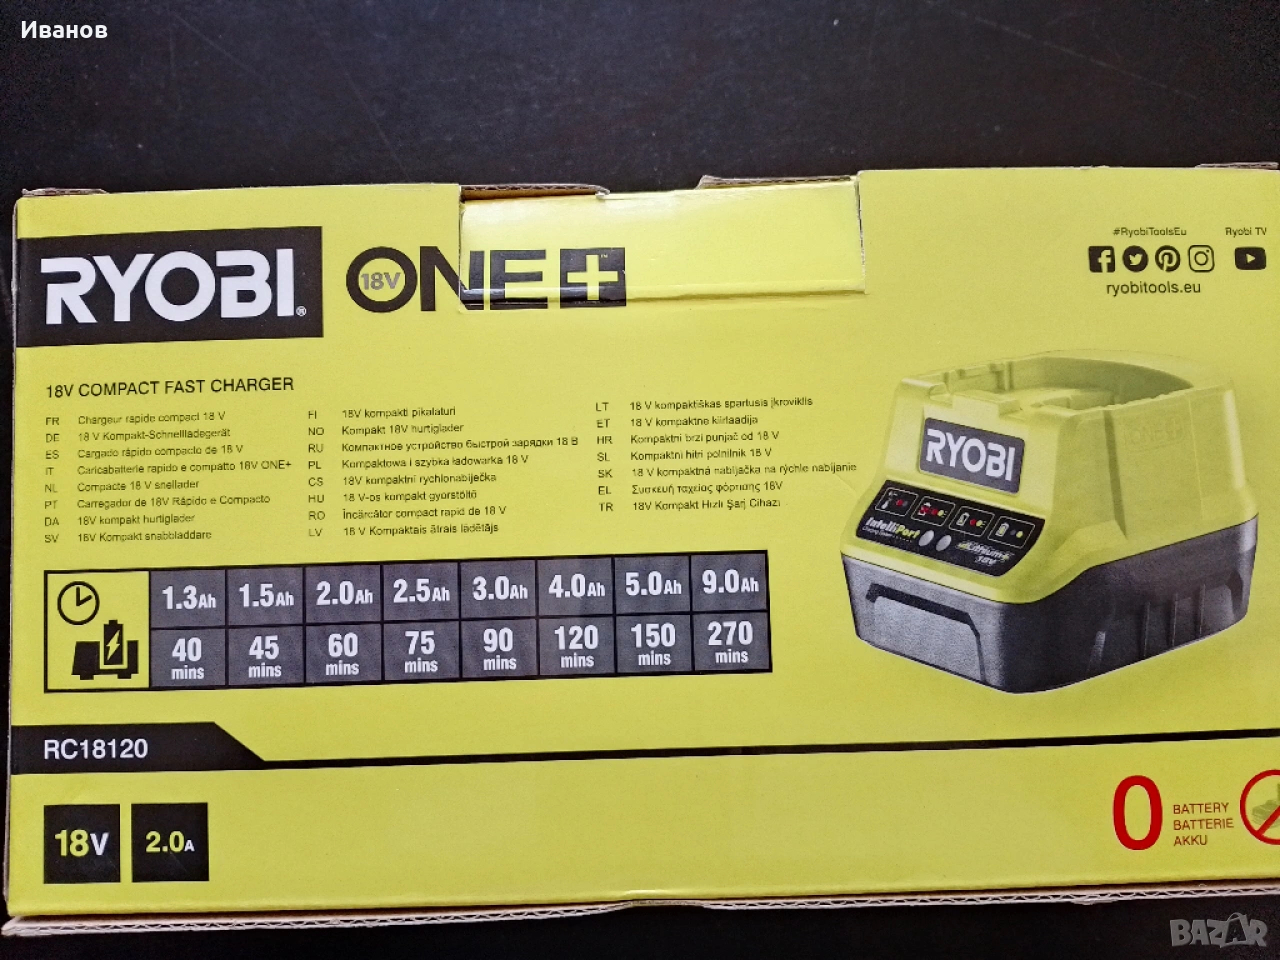 Иванов
RYOBI®
18V ONE+™
#RyobiToolsEu
Ryobi TV
ryobitools.eu
18V COMPACT FAST CHARGER
FR Chargeur rapide compact 18 V
DE 18 V Kompakt-Schnellladegerät
ES Cargado rápido compacto de 18 V
IT Caricabatterie rapido e compatto 18V ONE+
NL Compacte 18 V snellader
PT Carregador de 18V Rápido e Compacto
DA 18V kompakt hurtiglader
SV 18V Kompakt snabbladdare
FI 18V kompakti pikalaturi
NO Kompakt 18V hurtiglader
RU Компактное устройство быстрой зарядки 18 В
PL Kompaktowa i szybka ładowarka 18 V
CS 18V kompaktní rychlonabíječka
HU 18 V-os kompakt gyorstöltő
RO Încărcător compact rapid de 18 V
LV 18 V Kompaktais ātrais lādētājs
LT 18 V kompaktiškas spartusis įkroviklis
ET 18 V kompaktne kiirlaadija
HR Kompaktni brzi punjač od 18 V
SL Kompaktni hitri polnilnik 18 V
SK 18 V kompaktná nabíjačka na rýchle nabíjanie
EL Συσκευή ταχείας φόρτισης 18V
TR 18V Kompakt Hızlı Şarj Cihazı
RYOBI
IntelliPort
Lithium+
18V
1.3Ah 1.5Ah 2.0Ah 2.5Ah 3.0Ah 4.0Ah 5.0Ah 9.0Ah
40 mins 45 mins 60 mins 75 mins 90 mins 120 mins 150 mins 270 mins
RC18120
18V 2.0A
0 BATTERY
BATTERIE
AKKU
BAZAR